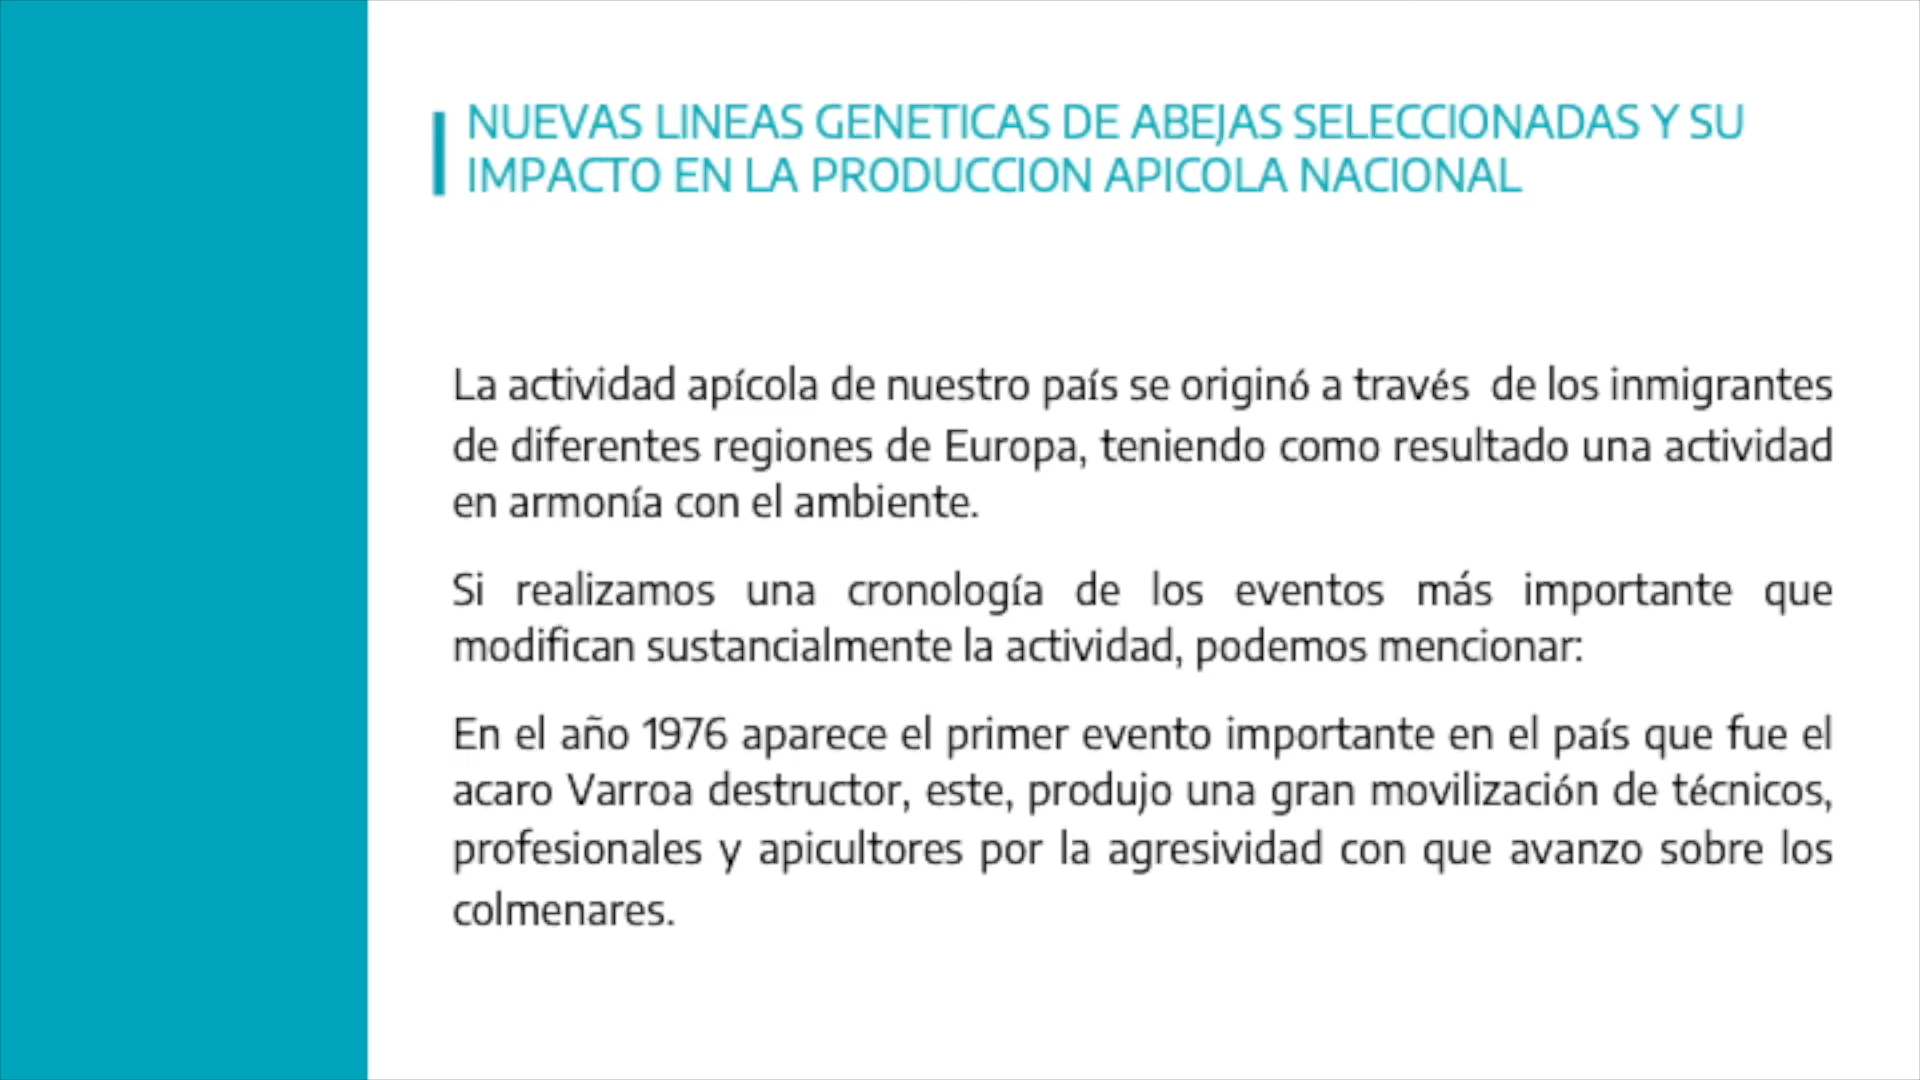 NUEVAS LINEAS GENETICAS DE ABEJAS SELECCIONADAS Y SU
IMPACTO EN LA PRODUCCION APICOLA NACIONAL
La actividad apícola de nuestro país se originó a través de los inmigrantes
de diferentes regiones de Europa, teniendo como resultado una actividad
en armonía con el ambiente.
Si realizamos una cronología de los eventos más importante que
modifican sustancialmente la actividad, podemos mencionar:
En el año 1976 aparece el primer evento importante en el país que fue el
acaro Varroa destructor, este, produjo una gran movilización de técnicos,
profesionales y apicultores por la agresividad con que avanzo sobre los
colmenares.